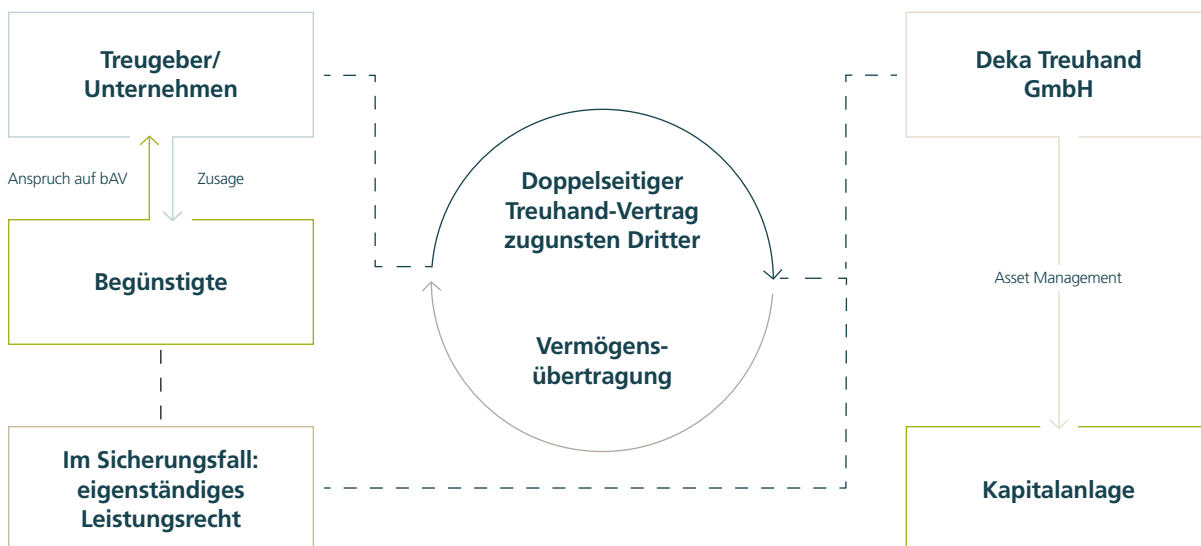 Treugeber/
Unternehmen
Deka Treuhand
GmbH
Anspruch auf bAV
Zusage
Doppelseitiger
Treuhand-Vertrag
zugunsten Dritter
Begünstigte
Asset Management
Vermögens-
übertragung
Im Sicherungsfall:
eigenständiges
Leistungsrecht
Kapitalanlage